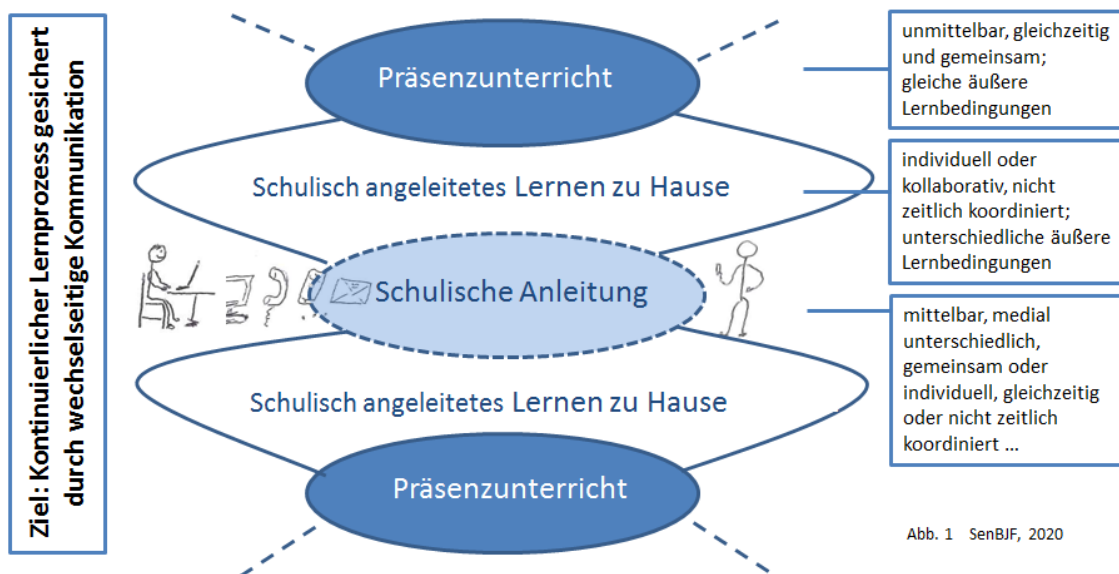 Ziel: Kontinuierlicher Lernprozess gesichert
durch wechselseitige Kommunikation
Präsenzunterricht
unmittelbar, gleichzeitig
und gemeinsam;
gleiche äußere
Lernbedingungen
Schulisch angeleitetes Lernen zu Hause
individuell oder
kollaborativ, nicht
zeitlich koordiniert;
unterschiedliche äußere
Lernbedingungen
Schulische Anleitung
mittelbar, medial
unterschiedlich,
gemeinsam oder
individuell, gleichzeitig
oder nicht zeitlich
koordiniert ...
Schulisch angeleitetes Lernen zu Hause
Präsenzunterricht
Abb. 1 SenBJF, 2020